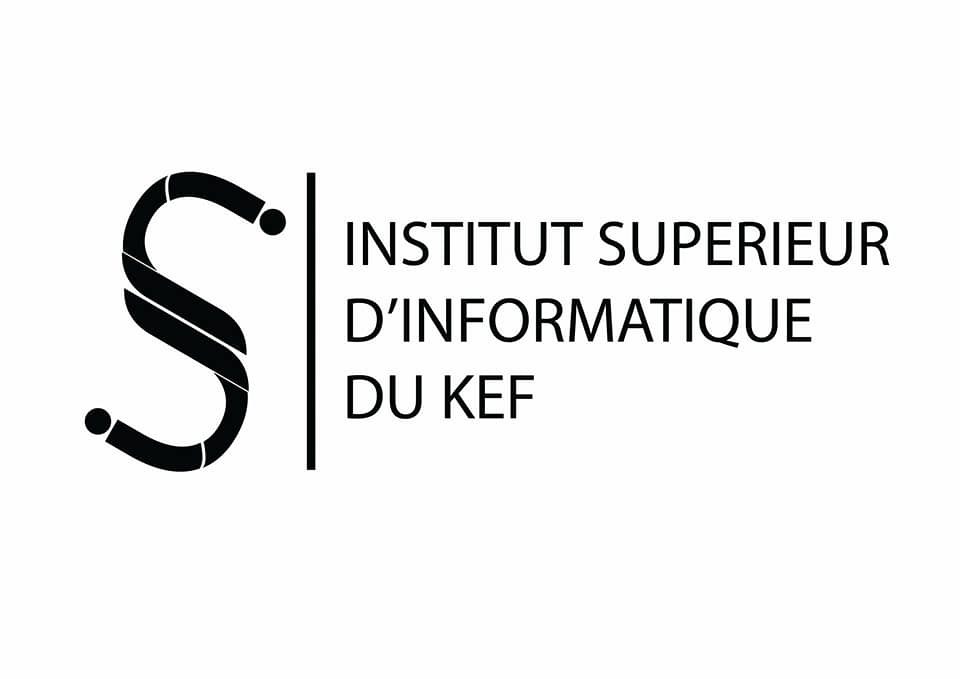 INSTITUT SUPERIEUR
D’INFORMATIQUE
DU KEF